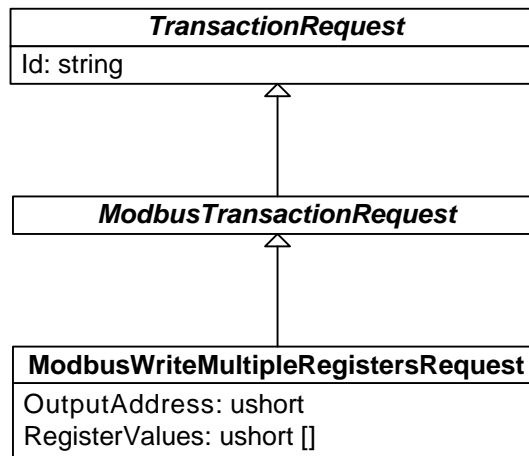 TransactionRequest
Id: string
ModbusTransactionRequest
ModbusWriteMultipleRegistersRequest
OutputAddress: ushort
RegisterValues: ushort []